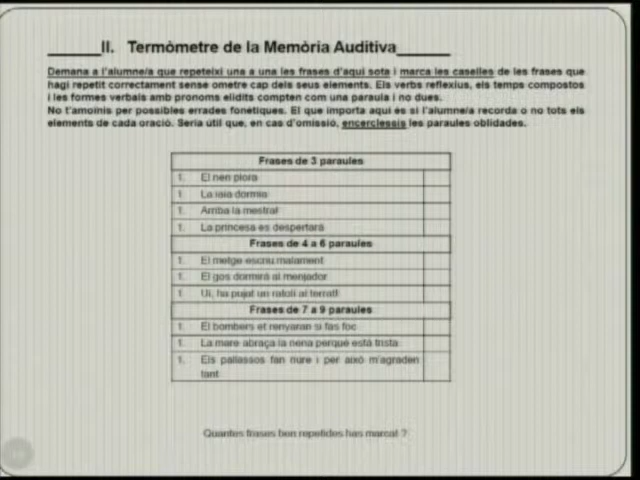 II. Termòmetre de la Memòria Auditiva
Demana a l'alumne/a que repeteixi una a una les frases d'aquí sota i marca les caselles de les frases que
hagi repetit correctament sense ometre cap dels seus elements. Els verbs reflexius, els temps compostos
i les formes verbals amb pronoms elidits compten com una paraula i no dues.
No t'amoïnis per possibles errades fonètiques. El que importa aquí és si l'alumne/a recorda o no tots els
elements de cada oració. Seria útil que, en cas d'omissió, encerclessis les paraules oblidades.
Frases de 3 paraules
1. El nen plora
1. La iaia dormia
1. Arriba la mestra!
1. La princesa es despertarà
Frases de 4 a 6 paraules
1. El metge escriu malament
1. El gos dormirà al menjador
1. Ui, ha pujat un ratolí al terrat!
Frases de 7 a 9 paraules
1. El bombers et renyaran si fas foc
1. La mare abraça la nena perquè està trista
1. Els pallassos fan riure i per això m'agraden
tant
Quantes frases ben repetides has marcat ?